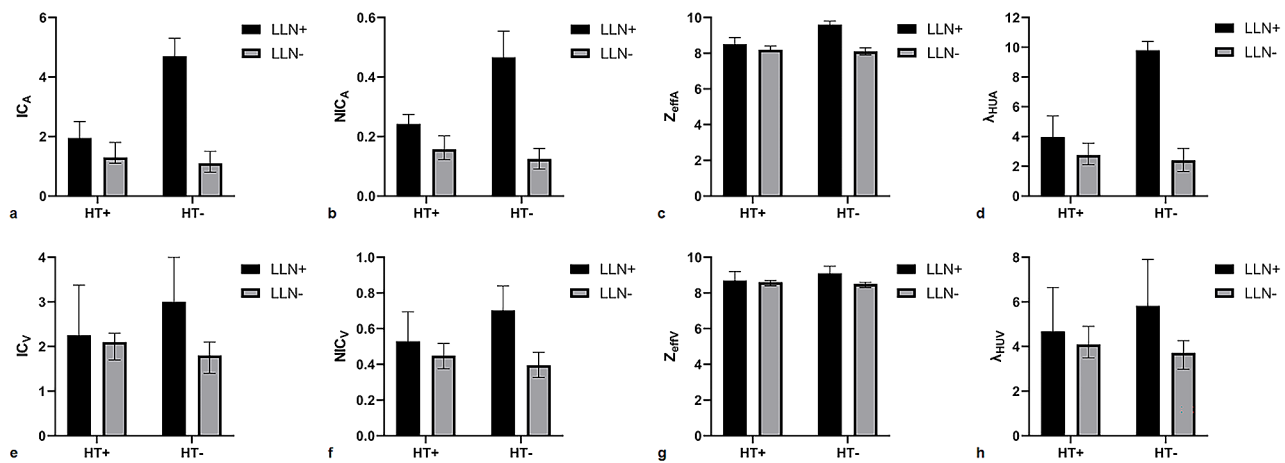 6
4
2
0
IC_A
HT+
HT-
LLN+
LLN-
a
0.6
0.4
0.2
0.0
NIC_A
HT+
HT-
LLN+
LLN-
b
10
8
6
4
2
0
Z_effA
HT+
HT-
LLN+
LLN-
c
12
10
8
6
4
2
0
λ_HUA
HT+
HT-
LLN+
LLN-
d
4
3
2
1
0
IC_V
HT+
HT-
LLN+
LLN-
e
1.0
0.8
0.6
0.4
0.2
0.0
NIC_V
HT+
HT-
LLN+
LLN-
f
10
8
6
4
2
0
Z_effV
HT+
HT-
LLN+
LLN-
g
8
6
4
2
0
λ_HUV
HT+
HT-
LLN+
LLN-
h